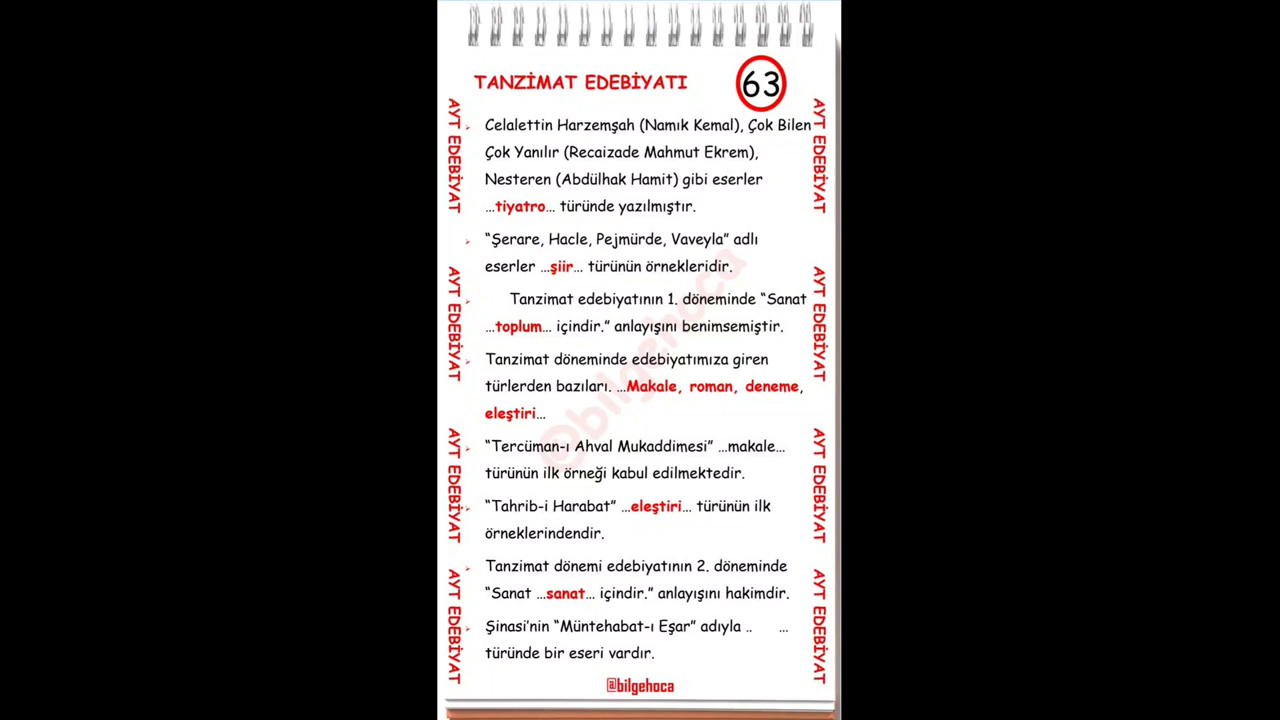 TANZİMAT EDEBİYATI
63
Celalettin Harzemşah (Namık Kemal), Çok Bilen
Çok Yanılır (Recaizade Mahmut Ekrem),
Nesteren (Abdülhak Hamit) gibi eserler
…tiyatro… türünde yazılmıştır.
“Şerare, Hacle, Pejmürde, Vaveyla” adlı
eserler …şiir… türünün örnekleridir.
Tanzimat edebiyatının 1. döneminde “Sanat
…toplum… içindir.” anlayışını benimsemiştir.
Tanzimat döneminde edebiyatımıza giren
türlerden bazıları. …Makale, roman, deneme,
eleştiri…
“Tercüman-ı Ahval Mukaddimesi” …makale…
türünün ilk örneği kabul edilmektedir.
“Tahrib-i Harabat” …eleştiri… türünün ilk
örneklerindendir.
Tanzimat dönemi edebiyatının 2. döneminde
“Sanat …sanat… içindir.” anlayışını hakimdir.
Şinasi’nin “Müntehabat-ı Eşar” adıyla .. …
türünde bir eseri vardır.
@bilgehoca
AYT EDEBİYAT
AYT EDEBİYAT
AYT EDEBİYAT
AYT EDEBİYAT
AYT EDEBİYAT
AYT EDEBİYAT
AYT EDEBİYAT
AYT EDEBİYAT
@bilgehoca